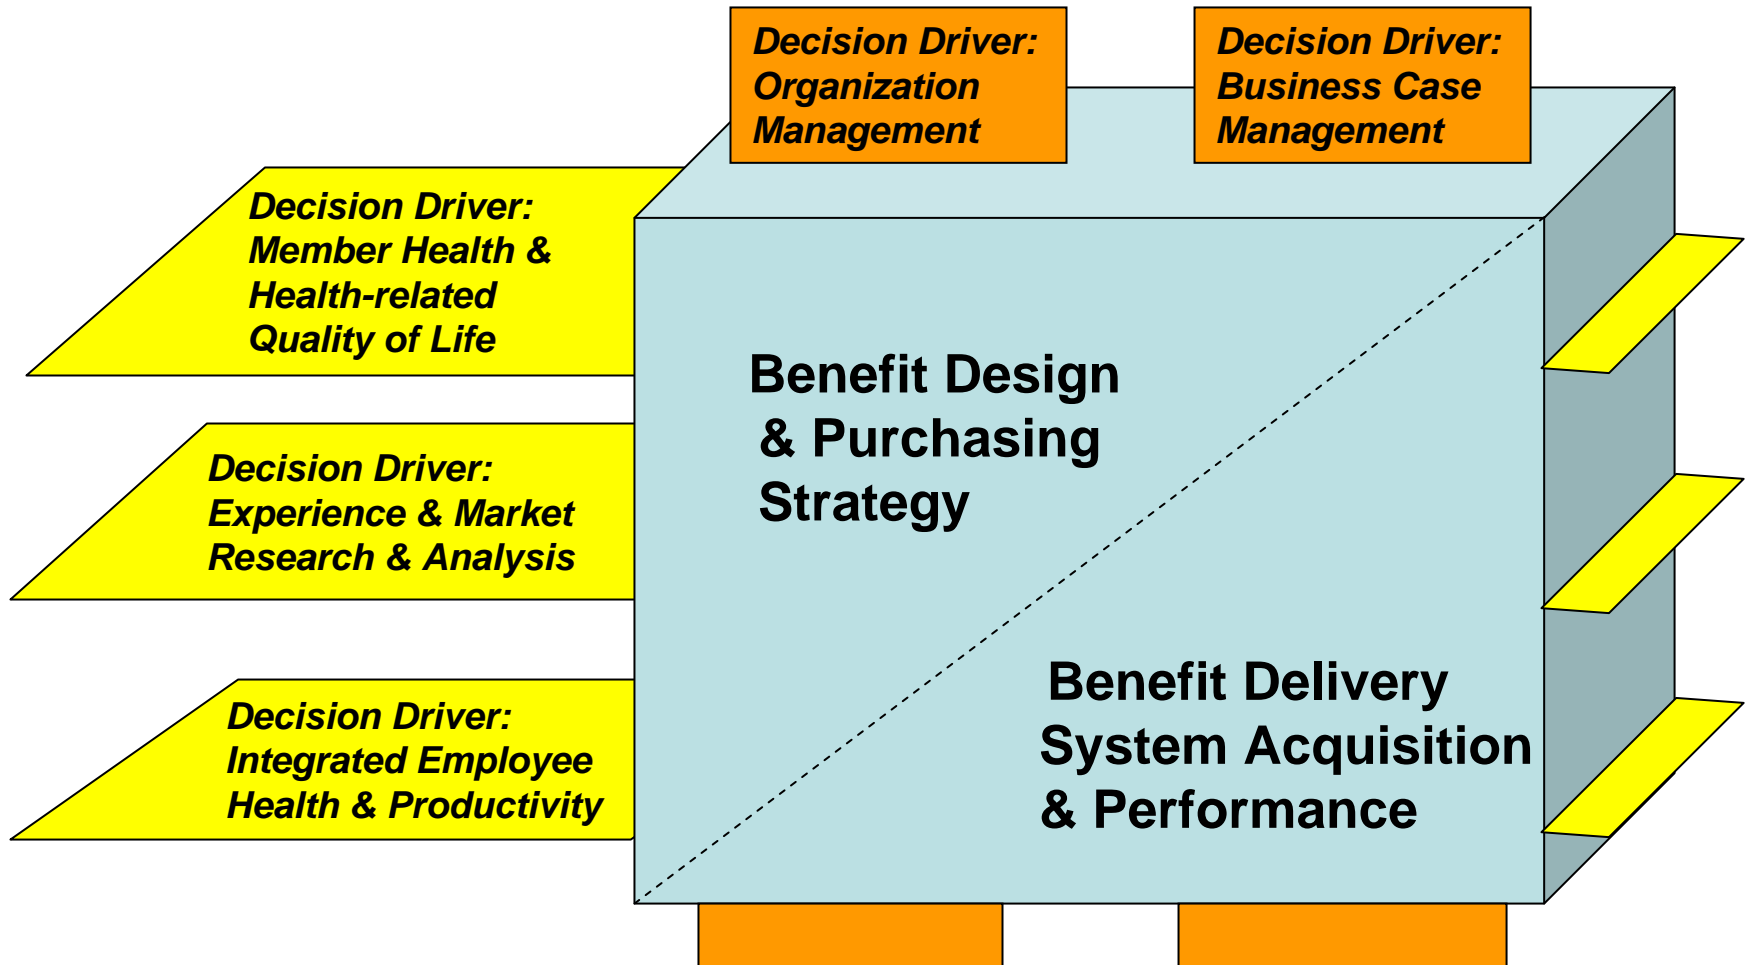 Decision Driver:
Organization
Management
Decision Driver:
Business Case
Management
Decision Driver:
Member Health &
Health-related
Quality of Life
Benefit Design
& Purchasing
Strategy
Decision Driver:
Experience & Market
Research & Analysis
Benefit Delivery
System Acquisition
& Performance
Decision Driver:
Integrated Employee
Health & Productivity